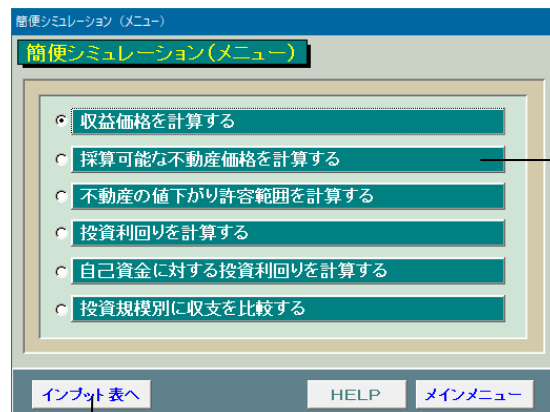 簡便シミュレーション（メニュー）
簡便シミュレーション(メニュー)
収益価格を計算する
採算可能な不動産価格を計算する
不動産の値下がり許容範囲を計算する
投資利回りを計算する
自己資金に対する投資利回りを計算する
投資規模別に収支を比較する
インプット表へ HELP メインメニュー